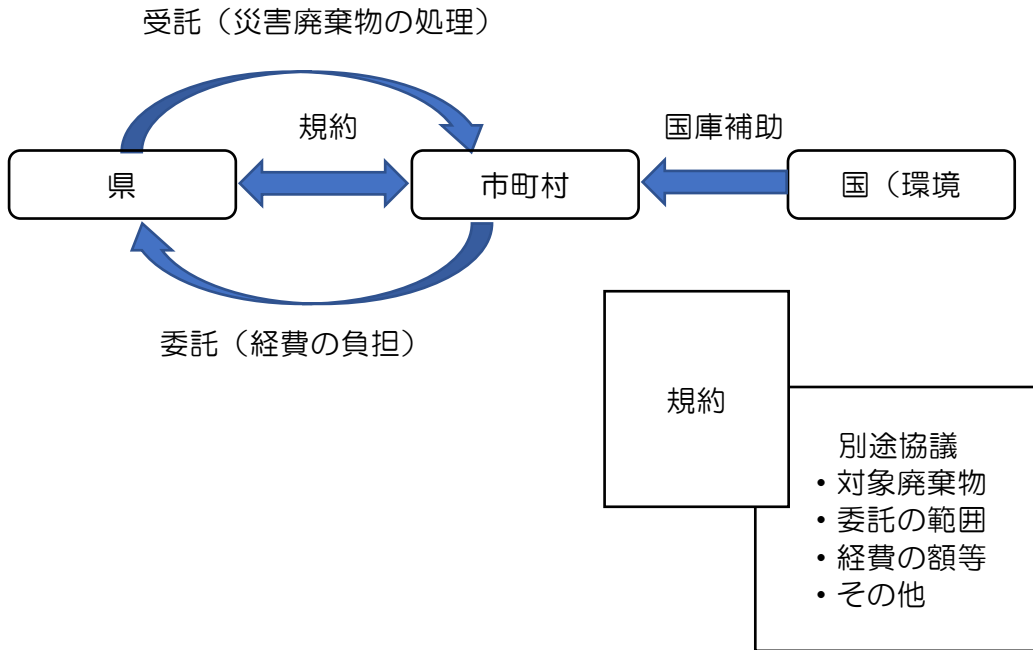 受託（災害廃棄物の処理）
規約
国庫補助
県
市町村
国（環境
委託（経費の負担）
規約
別途協議
・対象廃棄物
・委託の範囲
・経費の額等
・その他